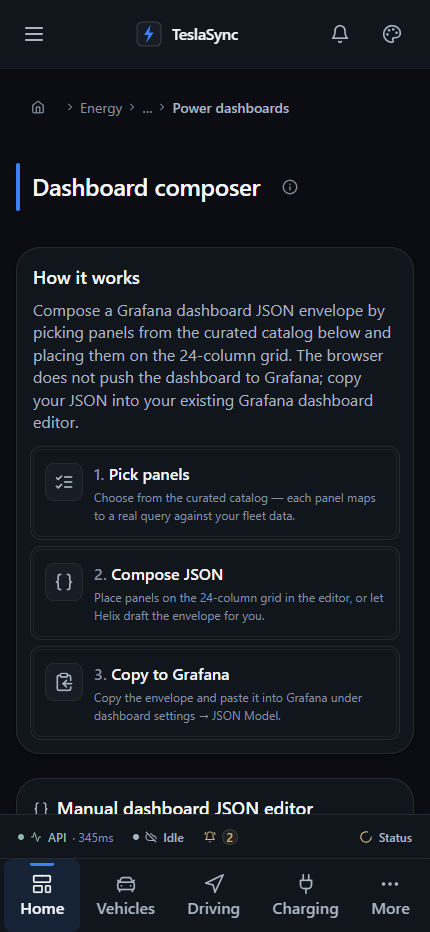 TeslaSync
Energy
...
Power dashboards
Dashboard composer
How it works
Compose a Grafana dashboard JSON envelope by
picking panels from the curated catalog below and
placing them on the 24-column grid. The browser
does not push the dashboard to Grafana; copy
your JSON into your existing Grafana dashboard
editor.
1. Pick panels
Choose from the curated catalog — each panel maps
to a real query against your fleet data.
2. Compose JSON
Place panels on the 24-column grid in the editor, or let
Helix draft the envelope for you.
3. Copy to Grafana
Copy the envelope and paste it into Grafana under
dashboard settings → JSON Model.
Manual dashboard JSON editor
API · 345ms
Idle
2
Status
Home
Vehicles
Driving
Charging
More